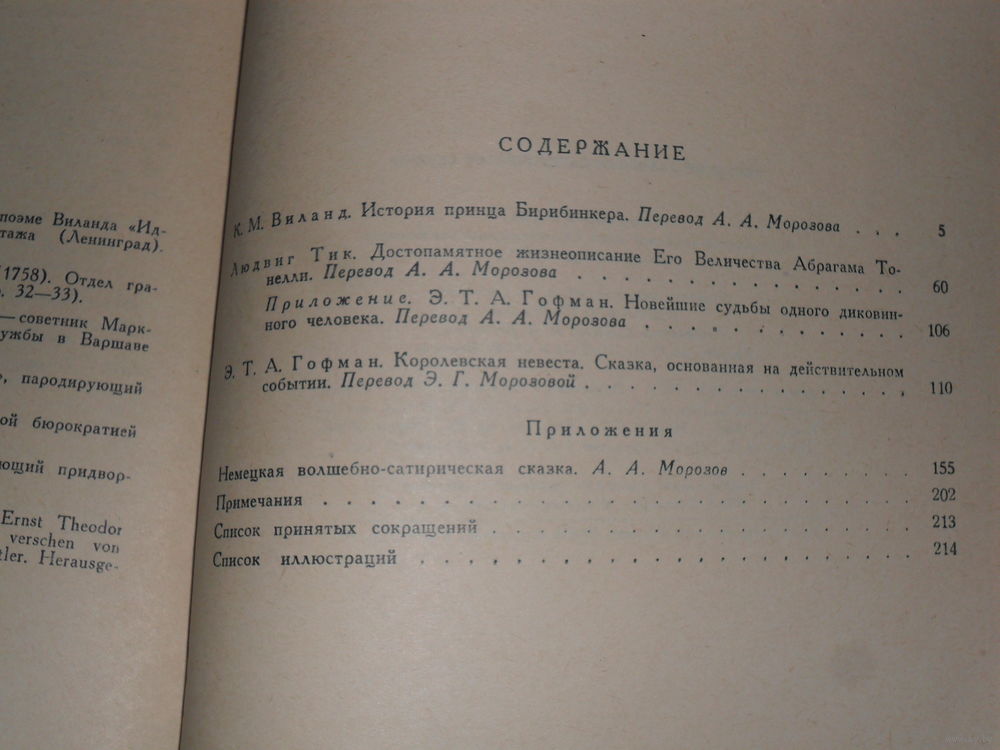 поэме Виланда «Ид-
тажа (Ленинград).
(1758). Отдел гра-
32—33).
—советник Марк-
ужбы в Варшаве
пародирующий
ой бюрократией
ющий придвор-
Ernst Theodor
verschen von
tler. Herausge-
СОДЕРЖАНИЕ
К. М. Виланд. История принца Бирибинкера. Перевод А. А. Морозова . . . 5
Людвиг Тик. Достопамятное жизнеописание Его Величества Абрагама То-
нелли. Перевод А. А. Морозова . . . . . . . . . . . . . 60
Приложение. Э. Т. А. Гофман. Новейшие судьбы одного диковин-
ного человека. Перевод А. А. Морозова . . . . . . . . . . . 106
Э. Т. А. Гофман. Королевская невеста. Сказка, основанная на действительном
событии. Перевод Э. Г. Морозовой . . . . . . . . . . . . 110
Приложения
Немецкая волшебно-сатирическая сказка. А. А. Морозов . . . . . . . . 155
Примечания . . . . . . . . . . . . . . . . . . . . . . 202
Список принятых сокращений . . . . . . . . . . . . . . . . 213
Список иллюстраций . . . . . . . . . . . . . . . . . . . 214